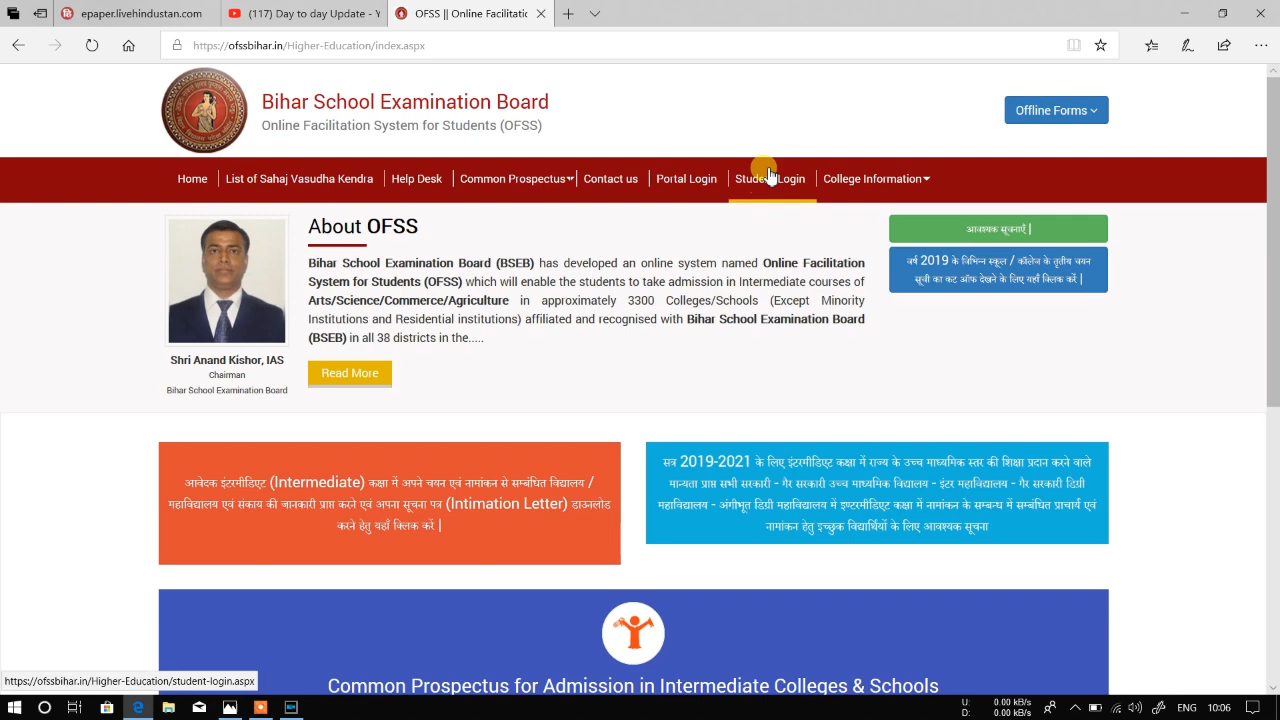 epaper.hindustan.com
(17) YouTube
OFSS | Online Facilitation
https://ofssbihar.in/Higher-Education/index.aspx
Bihar School Examination Board
Online Facilitation System for Students (OFSS)
Offline Forms
Home
List of Sahaj Vasudha Kendra
Help Desk
Common Prospectus
Contact us
Portal Login
Student Login
College Information
About OFSS
Bihar School Examination Board (BSEB) has developed an online system named Online Facilitation
System for Students (OFSS) which will enable the students to take admission in Intermediate courses of
Arts/Science/Commerce/Agriculture in approximately 3300 Colleges/Schools (Except Minority
Institutions and Residential institutions) affiliated and recognised with Bihar School Examination Board
(BSEB) in all 38 districts in the.....
Read More
Shri Anand Kishor, IAS
Chairman
Bihar School Examination Board
आवश्यक सूचनाएँ |
वर्ष 2019 के विभिन्न स्कूल / कॉलेज के तृतीय चयन
सूची का कट ऑफ देखने के लिए यहाँ क्लिक करें |
आवेदक इंटरमीडिएट (Intermediate) कक्षा में अपने चयन एवं नामांकन से सम्बंधित विद्यालय /
महाविद्यालय एवं संकाय की जानकारी प्राप्त करने एवं अपना सूचना पत्र (Intimation Letter) डाउनलोड
करने हेतु यहाँ क्लिक करें |
सत्र 2019-2021 के लिए इंटरमीडिएट कक्षा में राज्य के उच्च माध्यमिक स्तर की शिक्षा प्रदान करने वाले
मान्यता प्राप्त सभी सरकारी - गैर सरकारी उच्च माध्यमिक विद्यालय - इंटर महाविद्यालय - गैर सरकारी डिग्री
महाविद्यालय - अंगीभूत डिग्री महाविद्यालय में इण्टरमीडिएट कक्षा में नामांकन के सम्बन्ध में सम्बंधित प्राचार्य एवं
नामांकन हेतु इच्छुक विद्यार्थियों के लिए आवश्यक सूचना
Common Prospectus for Admission in Intermediate Colleges & Schools
https://ofssbihar.in/Higher-Education/student-login.aspx
U: 0.00 kB/s
D: 0.00 kB/s
ENG
10:06